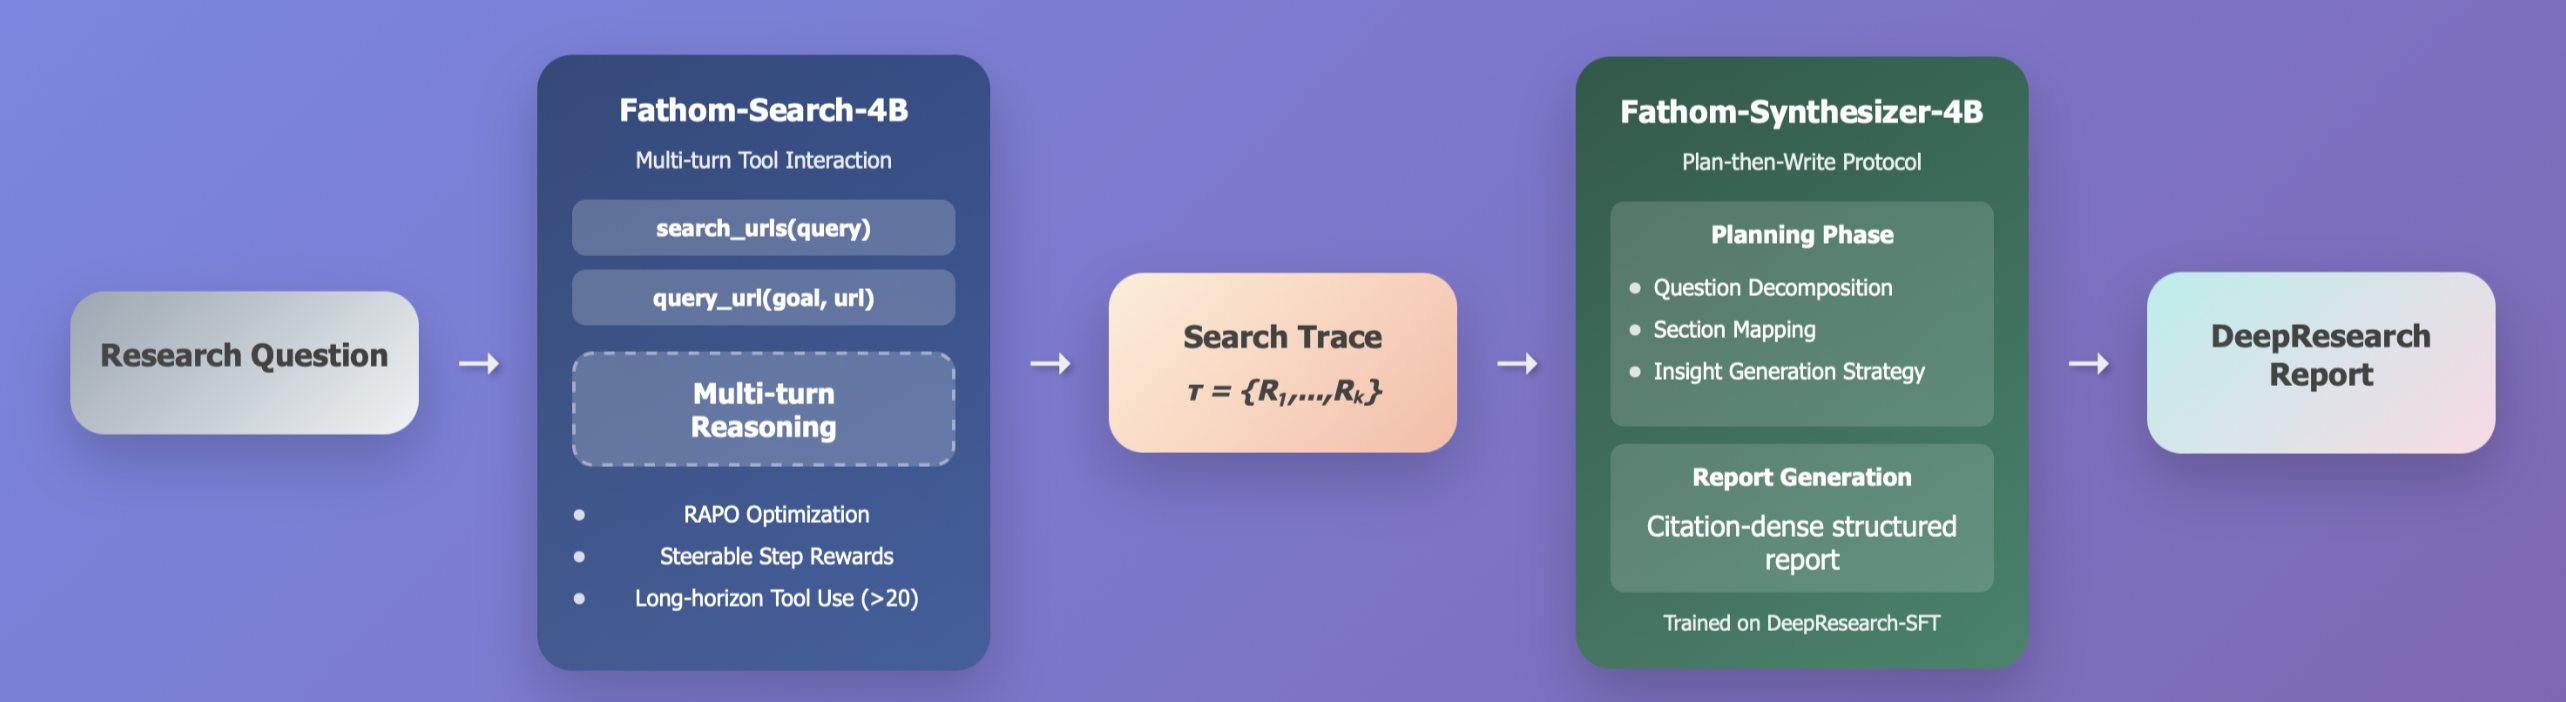 Research Question
→
Fathom-Search-4B
Multi-turn Tool Interaction
search_urls(query)
query_url(goal, url)
Multi-turn
Reasoning
• RAPO Optimization
• Steerable Step Rewards
• Long-horizon Tool Use (>20)
→
Search Trace
τ = {R₁,...,Rₖ}
→
Fathom-Synthesizer-4B
Plan-then-Write Protocol
Planning Phase
• Question Decomposition
• Section Mapping
• Insight Generation Strategy
Report Generation
Citation-dense structured
report
Trained on DeepResearch-SFT
→
DeepResearch
Report